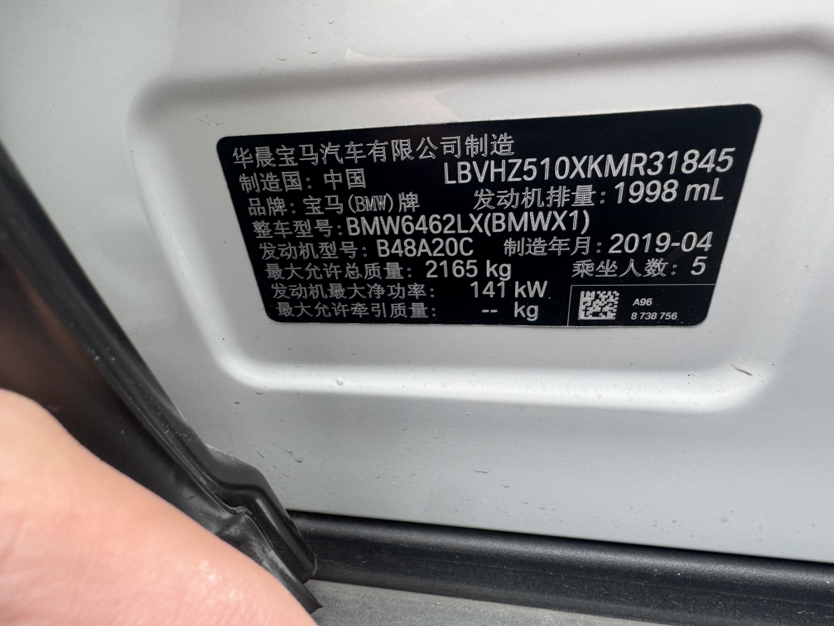 华晨宝马汽车有限公司制造
制造国: 中国 LBVHZ510XKMR31845
品牌: 宝马(BMW)牌 发动机排量: 1998 mL
整车型号: BMW6462LX(BMWX1)
发动机型号: B48A20C 制造年月: 2019-04
最大允许总质量: 2165 kg 乘坐人数: 5
发动机最大净功率: 141 kW
最大允许牵引质量: -- kg
A96
8 738 756